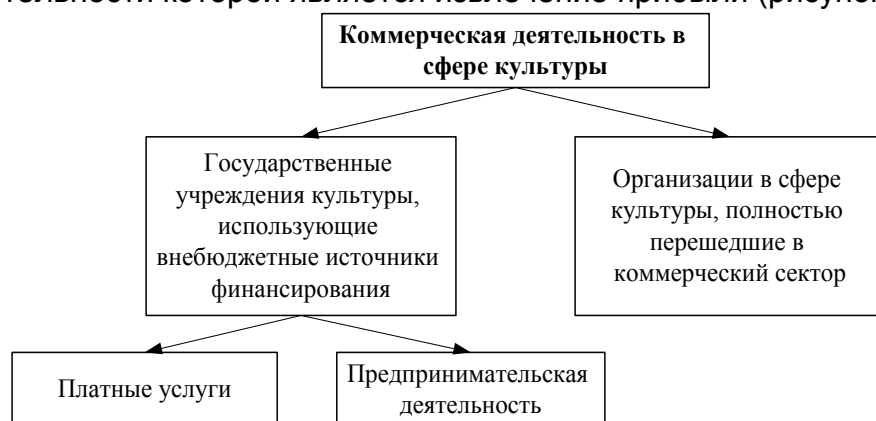 тельности которой является извлечение прибыли (рисунок
Коммерческая деятельность в
сфере культуры
Государственные
учреждения культуры,
использующие
внебюджетные источники
финансирования
Организации в сфере
культуры, полностью
перешедшие в
коммерческий сектор
Платные услуги
Предпринимательская
деятельность